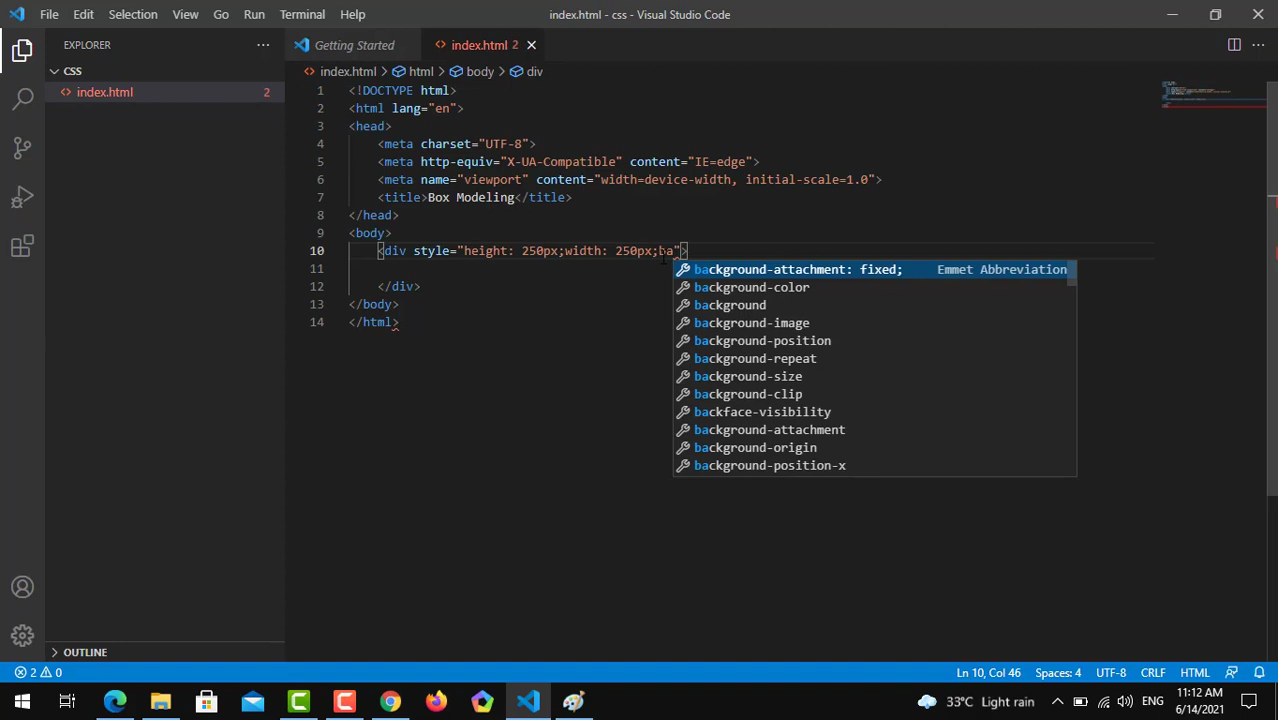 File Edit Selection View Go Run Terminal Help index.html - css - Visual Studio Code
EXPLORER
Getting Started
index.html 2
CSS
index.html 2
index.html > html > body > div
1 <!DOCTYPE html>
2 <html lang="en">
3 <head>
4 <meta charset="UTF-8">
5 <meta http-equiv="X-UA-Compatible" content="IE=edge">
6 <meta name="viewport" content="width=device-width, initial-scale=1.0">
7 <title>Box Modeling</title>
8 </head>
9 <body>
10 <div style="height: 250px;width: 250px;ba">
11
12 </div>
13 </body>
14 </html>
background-attachment: fixed; Emmet Abbreviation
background-color
background
background-image
background-position
background-repeat
background-size
background-clip
backface-visibility
background-attachment
background-origin
background-position-x
OUTLINE
2 0 Ln 10, Col 46 Spaces: 4 UTF-8 CRLF HTML
33°C Light rain ENG
11:12 AM
6/14/2021